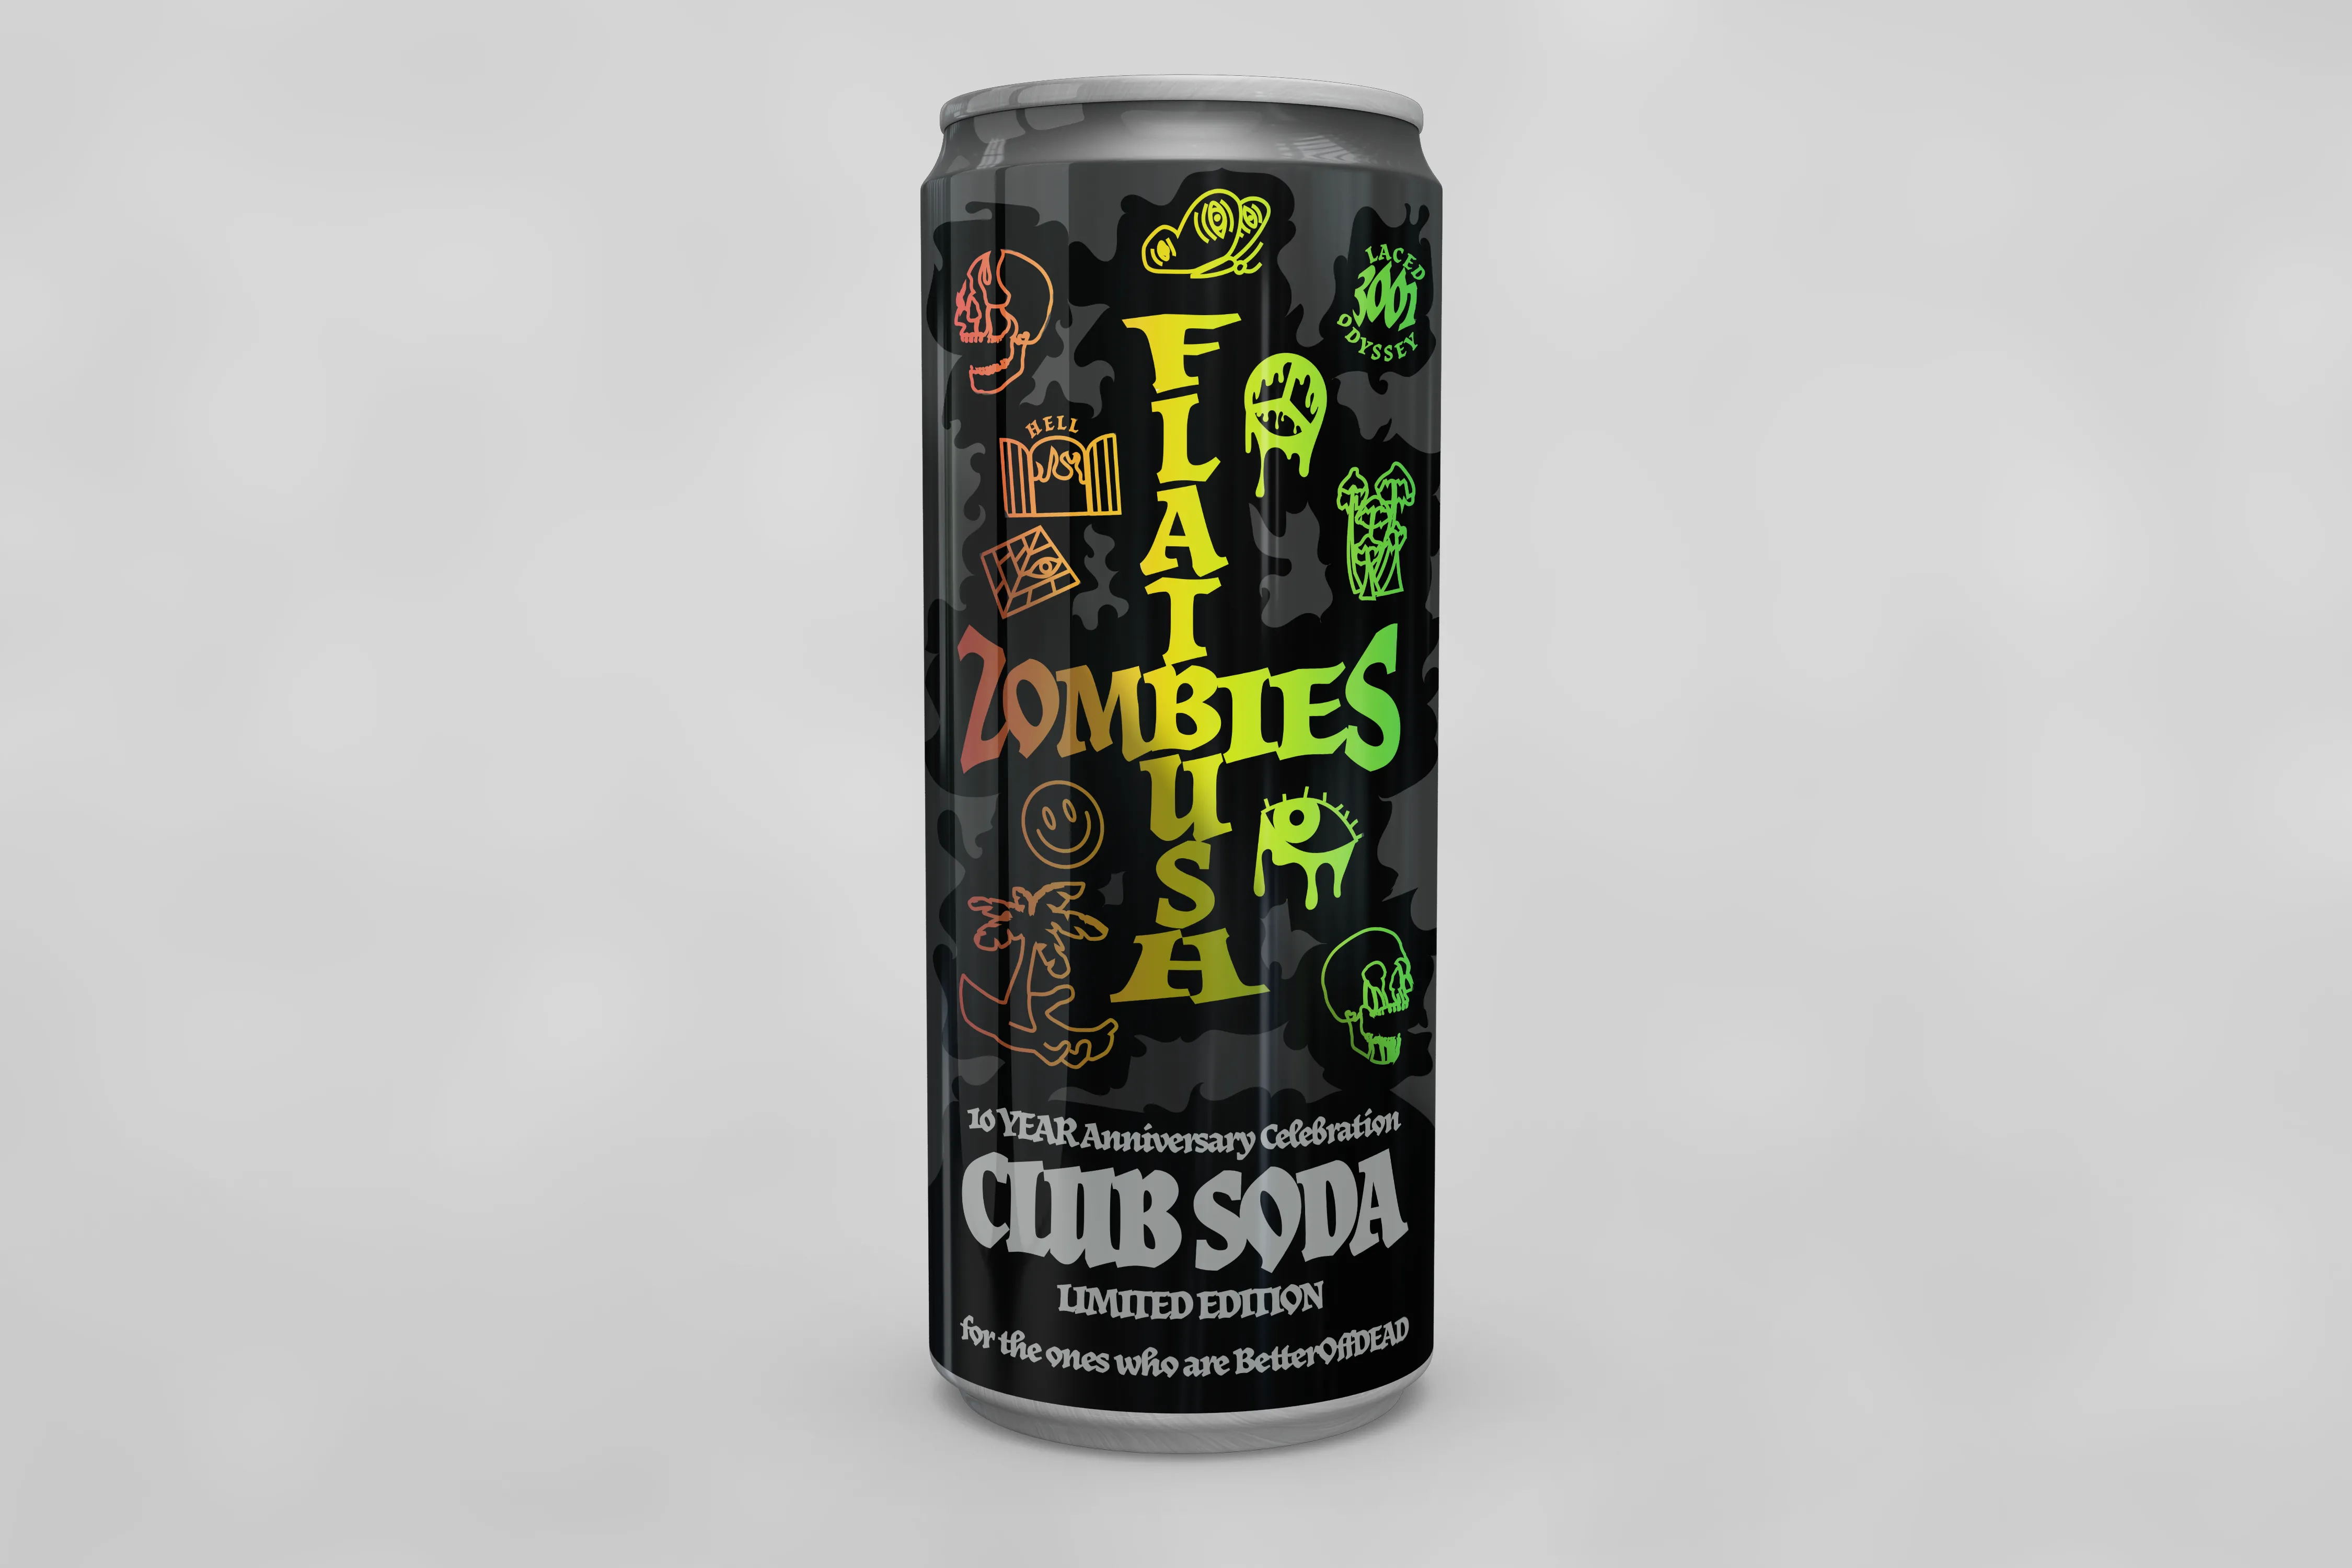 LACED
3001
ODYSSEY
HELL
FLATBUSH
ZOMBIES
10 YEAR Anniversary Celebration
CLUB SODA
LIMITED EDITION
for the ones who are BetterOffDEAD